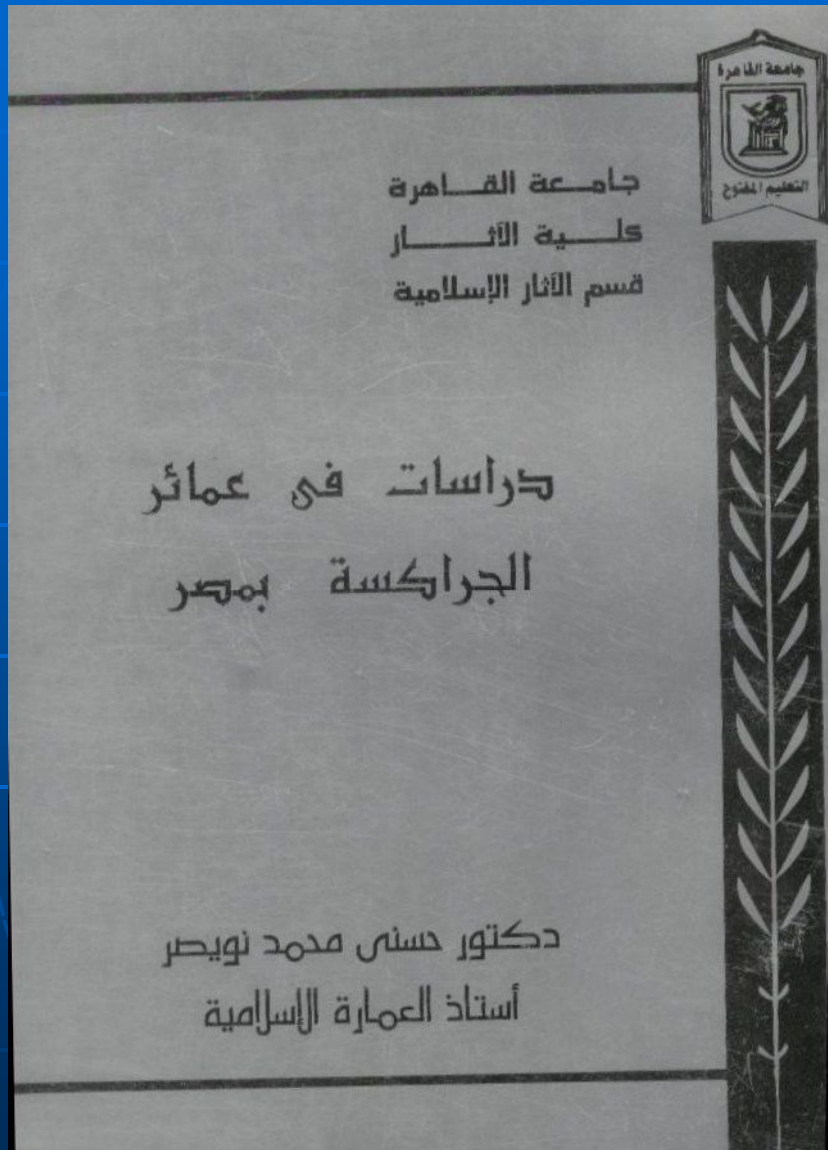 جامعة القاهرة
التعليم المفتوح
جامعة القاهرة
كلية الآثار
قسم الآثار الإسلامية
دراسات فى عمائر
الجراكسة بمصر
دكتور حسنى محمد نويصر
أستاذ العمارة الإسلامية